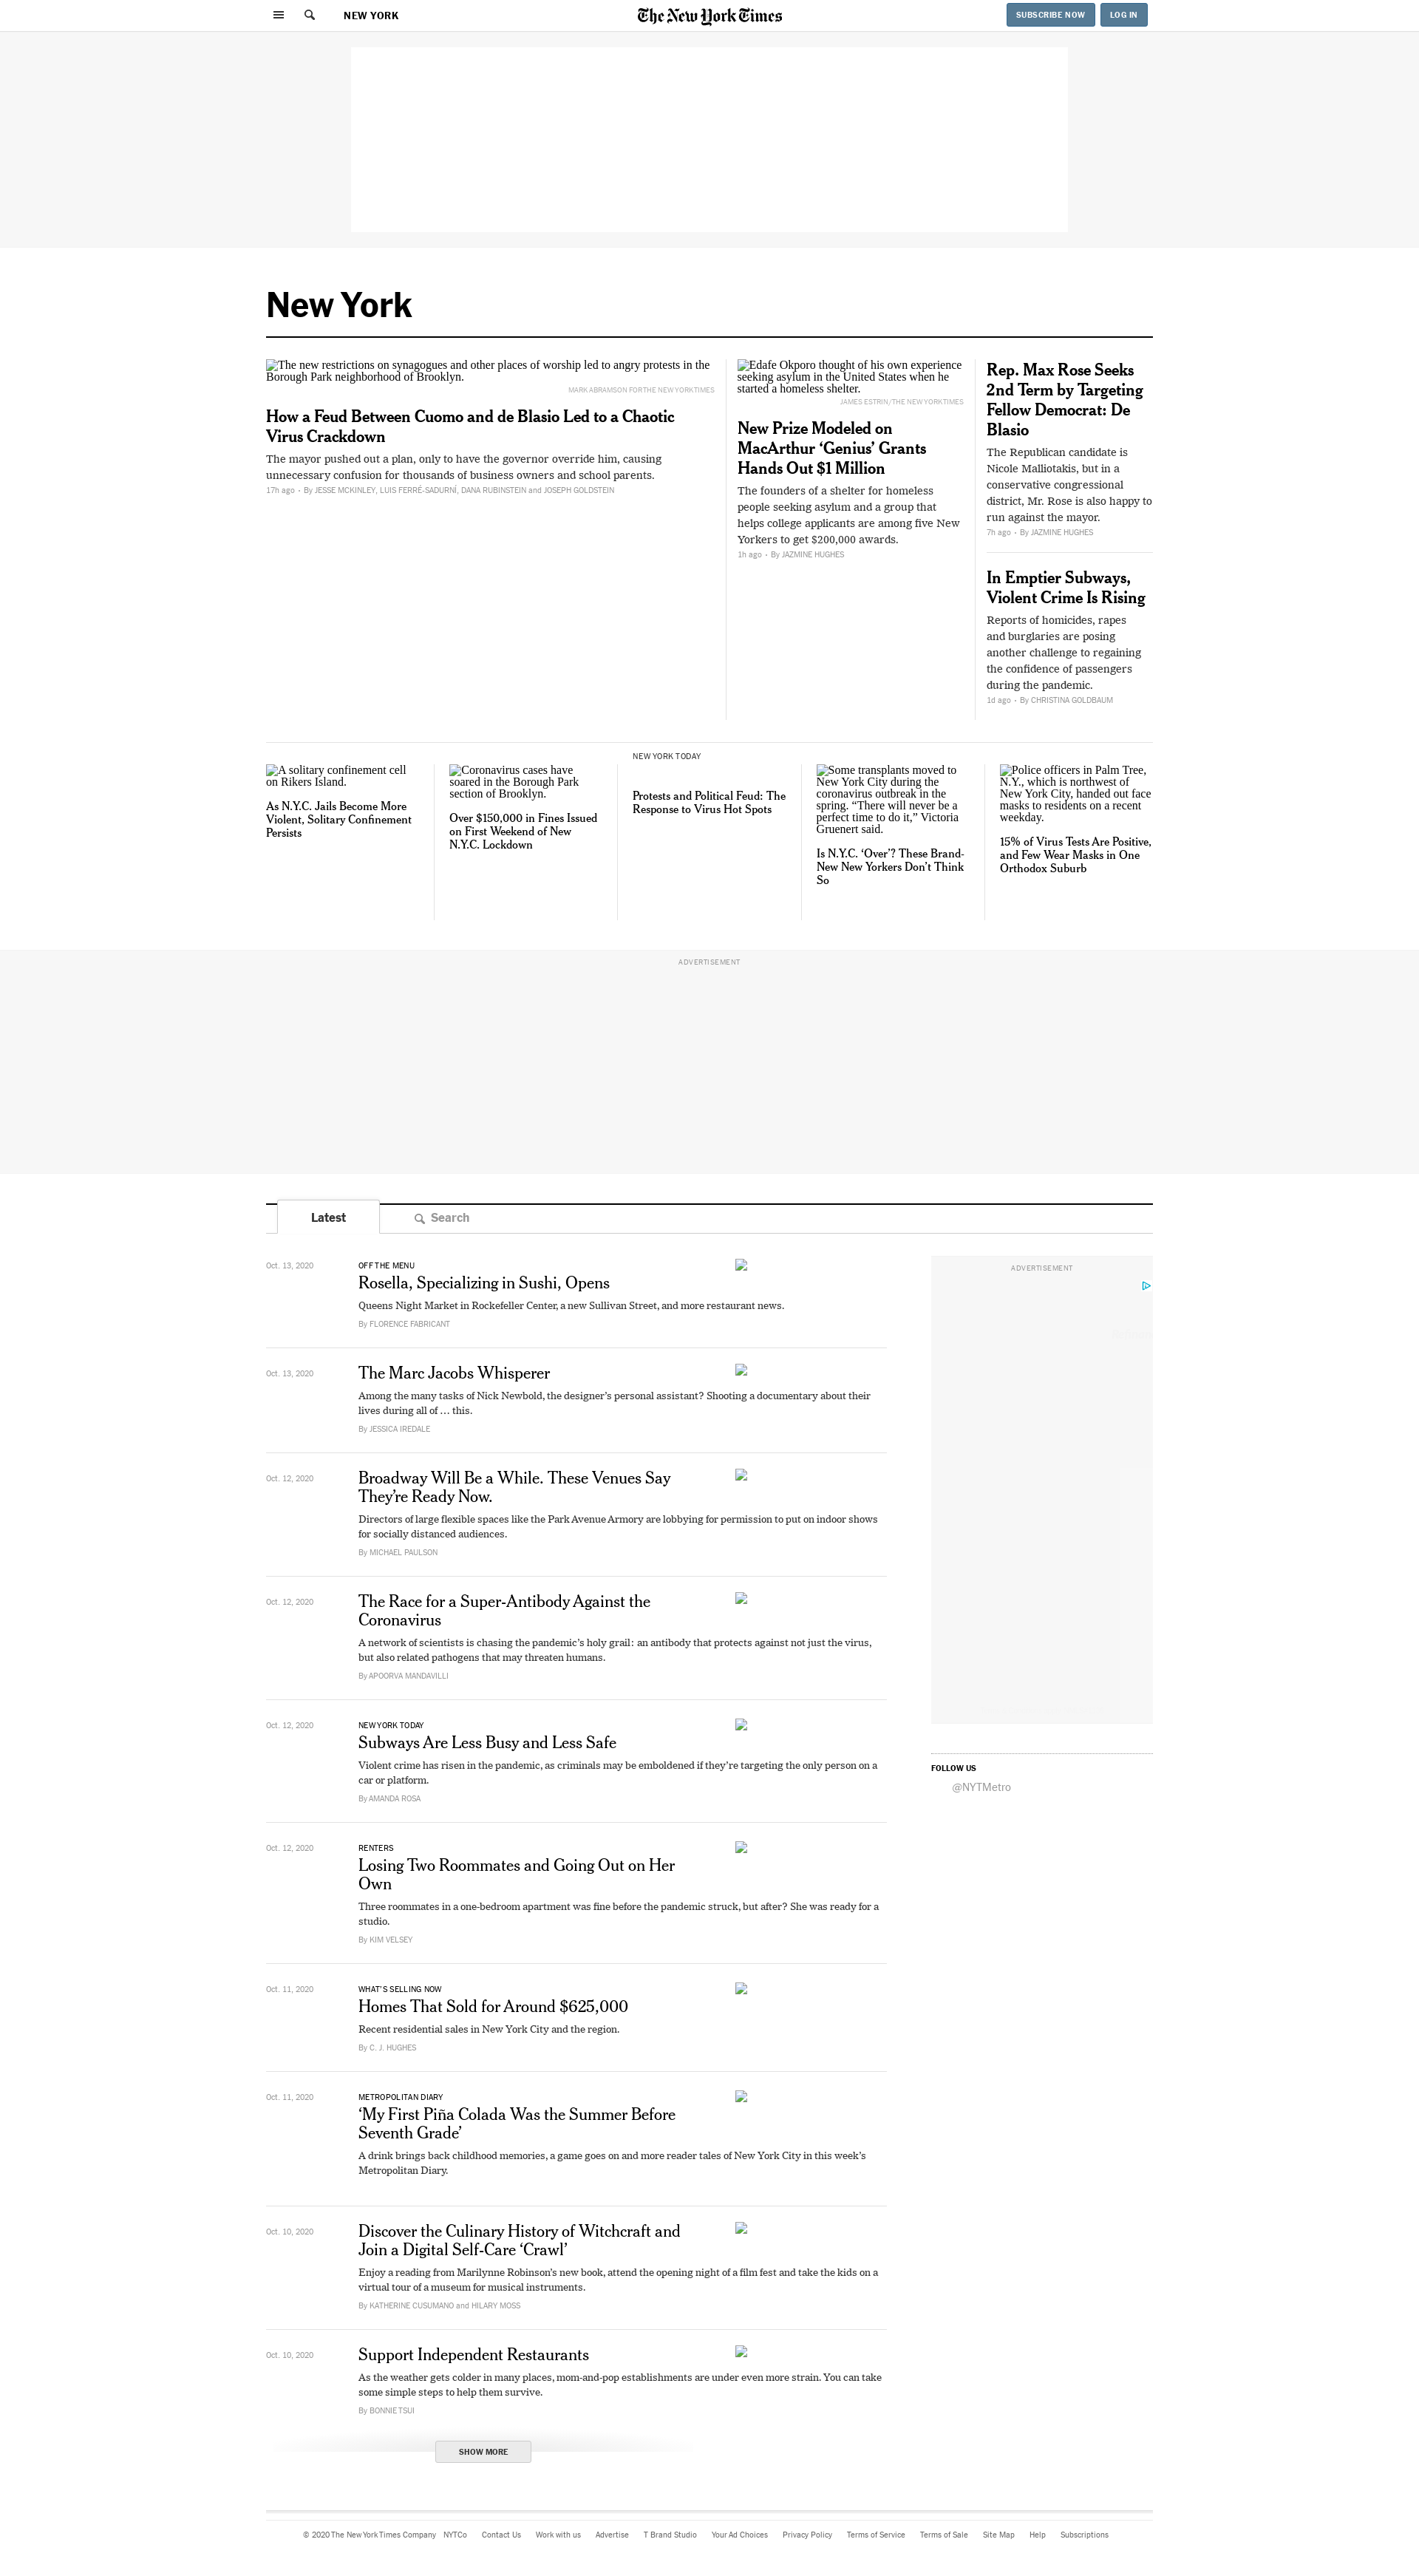 NEW YORK
The New York Times
SUBSCRIBE NOW
LOG IN
New York
The new restrictions on synagogues and other places of worship led to angry protests in the
Borough Park neighborhood of Brooklyn.
MARK ABRAMSON FOR THE NEW YORK TIMES
How a Feud Between Cuomo and de Blasio Led to a Chaotic
Virus Crackdown
The mayor pushed out a plan, only to have the governor override him, causing
unnecessary confusion for thousands of business owners and school parents.
17h ago • By JESSE MCKINLEY, LUIS FERRÉ-SADURNÍ, DANA RUBINSTEIN and JOSEPH GOLDSTEIN
Edafe Okporo thought of his own experience
seeking asylum in the United States when he
started a homeless shelter.
JAMES ESTRIN/THE NEW YORK TIMES
New Prize Modeled on
MacArthur ‘Genius’ Grants
Hands Out $1 Million
The founders of a shelter for homeless
people seeking asylum and a group that
helps college applicants are among five New
Yorkers to get $200,000 awards.
1h ago • By JAZMINE HUGHES
Rep. Max Rose Seeks
2nd Term by Targeting
Fellow Democrat: De
Blasio
The Republican candidate is
Nicole Malliotakis, but in a
conservative congressional
district, Mr. Rose is also happy to
run against the mayor.
7h ago • By JAZMINE HUGHES
In Emptier Subways,
Violent Crime Is Rising
Reports of homicides, rapes
and burglaries are posing
another challenge to regaining
the confidence of passengers
during the pandemic.
1d ago • By CHRISTINA GOLDBAUM
A solitary confinement cell
on Rikers Island.
As N.Y.C. Jails Become More
Violent, Solitary Confinement
Persists
Coronavirus cases have
soared in the Borough Park
section of Brooklyn.
Over $150,000 in Fines Issued
on First Weekend of New
N.Y.C. Lockdown
NEW YORK TODAY
Protests and Political Feud: The
Response to Virus Hot Spots
Some transplants moved to
New York City during the
coronavirus outbreak in the
spring. “There will never be a
perfect time to do it,” Victoria
Gruenert said.
Is N.Y.C. ‘Over’? These Brand-
New New Yorkers Don’t Think
So
Police officers in Palm Tree,
N.Y., which is northwest of
New York City, handed out face
masks to residents on a recent
weekday.
15% of Virus Tests Are Positive,
and Few Wear Masks in One
Orthodox Suburb
ADVERTISEMENT
Latest
Search
Oct. 13, 2020
OFF THE MENU
Rosella, Specializing in Sushi, Opens
Queens Night Market in Rockefeller Center, a new Sullivan Street, and more restaurant news.
By FLORENCE FABRICANT
Oct. 13, 2020
The Marc Jacobs Whisperer
Among the many tasks of Nick Newbold, the designer’s personal assistant? Shooting a documentary about their
lives during all of … this.
By JESSICA IREDALE
Oct. 12, 2020
Broadway Will Be a While. These Venues Say
They’re Ready Now.
Directors of large flexible spaces like the Park Avenue Armory are lobbying for permission to put on indoor shows
for socially distanced audiences.
By MICHAEL PAULSON
Oct. 12, 2020
The Race for a Super-Antibody Against the
Coronavirus
A network of scientists is chasing the pandemic’s holy grail: an antibody that protects against not just the virus,
but also related pathogens that may threaten humans.
By APOORVA MANDAVILLI
Oct. 12, 2020
NEW YORK TODAY
Subways Are Less Busy and Less Safe
Violent crime has risen in the pandemic, as criminals may be emboldened if they’re targeting the only person on a
car or platform.
By AMANDA ROSA
Oct. 12, 2020
RENTERS
Losing Two Roommates and Going Out on Her
Own
Three roommates in a one-bedroom apartment was fine before the pandemic struck, but after? She was ready for a
studio.
By KIM VELSEY
Oct. 11, 2020
WHAT’S SELLING NOW
Homes That Sold for Around $625,000
Recent residential sales in New York City and the region.
By C. J. HUGHES
Oct. 11, 2020
METROPOLITAN DIARY
‘My First Piña Colada Was the Summer Before
Seventh Grade’
A drink brings back childhood memories, a game goes on and more reader tales of New York City in this week’s
Metropolitan Diary.
Oct. 10, 2020
Discover the Culinary History of Witchcraft and
Join a Digital Self-Care ‘Crawl’
Enjoy a reading from Marilynne Robinson’s new book, attend the opening night of a film fest and take the kids on a
virtual tour of a museum for musical instruments.
By KATHERINE CUSUMANO and HILARY MOSS
Oct. 10, 2020
Support Independent Restaurants
As the weather gets colder in many places, mom-and-pop establishments are under even more strain. You can take
some simple steps to help them survive.
By BONNIE TSUI
SHOW MORE
ADVERTISEMENT
FOLLOW US
@NYTMetro
© 2020 The New York Times Company NYTCo Contact Us Work with us Advertise T Brand Studio Your Ad Choices Privacy Policy Terms of Service Terms of Sale Site Map Help Subscriptions